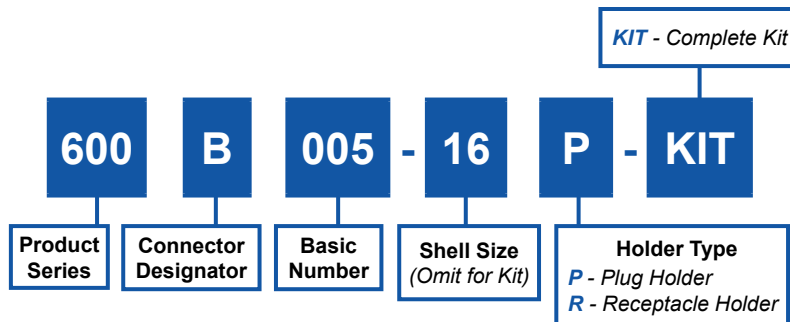 KIT - Complete Kit
600 B 005 - 16 P - KIT
Product
Series
Connector
Designator
Basic
Number
Shell Size
(Omit for Kit)
Holder Type
P - Plug Holder
R - Receptacle Holder